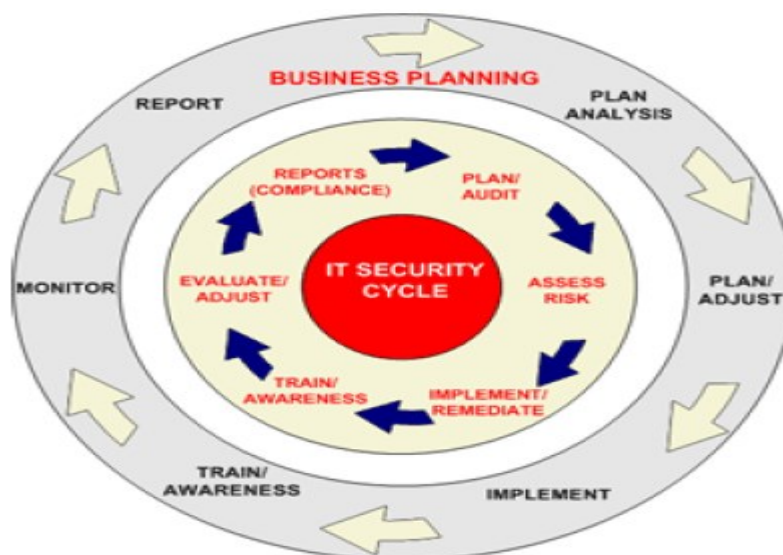 BUSINESS PLANNING
REPORT
PLAN
ANALYSIS
REPORTS
(COMPLIANCE)
PLAN/
AUDIT
MONITOR
EVALUATE/
ADJUST
IT SECURITY
CYCLE
ASSESS
RISK
PLAN/
ADJUST
TRAIN/
AWARENESS
IMPLEMENT/
REMEDIATE
TRAIN/
AWARENESS
IMPLEMENT